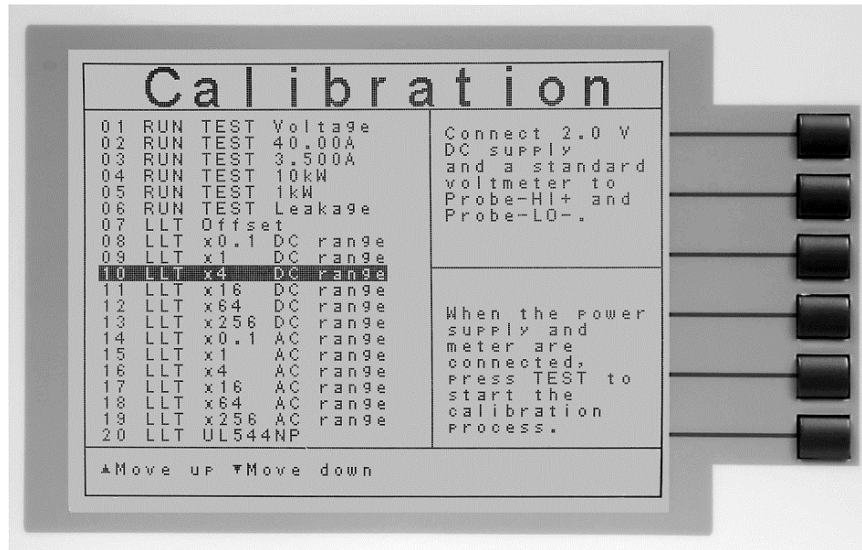 Calibration
01 RUN TEST Voltage
02 RUN TEST 40.00A
03 RUN TEST 3.500A
04 RUN TEST 10kW
05 RUN TEST 1kW
06 RUN TEST Leakage
07 LLT Offset
08 LLT x0.1 DC range
09 LLT x1 DC range
10 LLT x4 DC range
11 LLT x16 DC range
12 LLT x64 DC range
13 LLT x256 DC range
14 LLT x0.1 AC range
15 LLT x1 AC range
16 LLT x4 AC range
17 LLT x16 AC range
18 LLT x64 AC range
19 LLT x256 AC range
20 LLT UL544NP
Connect 2.0 V
DC supply
and a standard
voltmeter to
Probe-HI+ and
Probe-LO-.
When the power
supply and
meter are
connected,
press TEST to
start the
calibration
process.
▲Move up ▼Move down